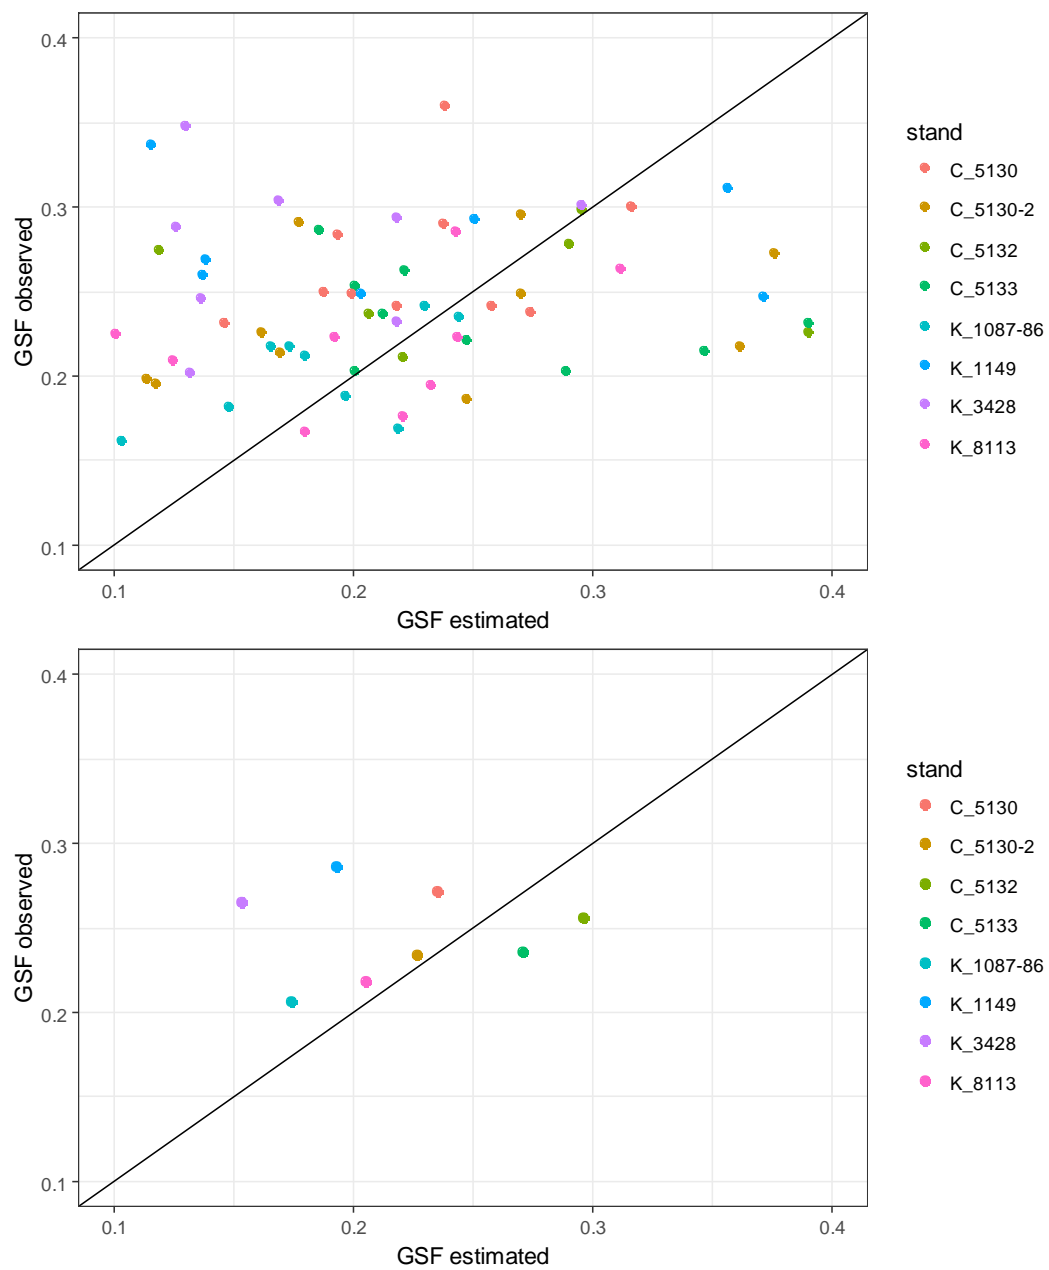 0.4
0.3
0.2
0.1
GSF observed
0.1 0.2 0.3 0.4
GSF estimated
stand
C_5130
C_5130-2
C_5132
C_5133
K_1087-86
K_1149
K_3428
K_8113
0.4
0.3
0.2
0.1
GSF observed
0.1 0.2 0.3 0.4
GSF estimated
stand
C_5130
C_5130-2
C_5132
C_5133
K_1087-86
K_1149
K_3428
K_8113